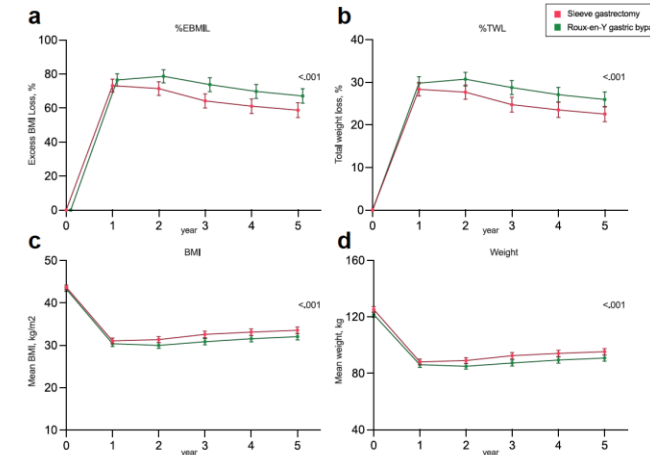 Sleeve gastrectomy
Roux-en-Y gastric bypa
a
%EBMIL
Excess BMI Loss, %
100
80
60
40
20
0
<.001
0 1 2 3 4 5
year
b
%TWL
Total weight loss, %
40
30
20
10
0
<.001
0 1 2 3 4 5
year
c
BMI
Mean BMI, kg/m2
50
40
30
20
10
<.001
0 1 2 3 4 5
d
Weight
Mean weight, kg
160
120
80
40
<.001
0 1 2 3 4 5